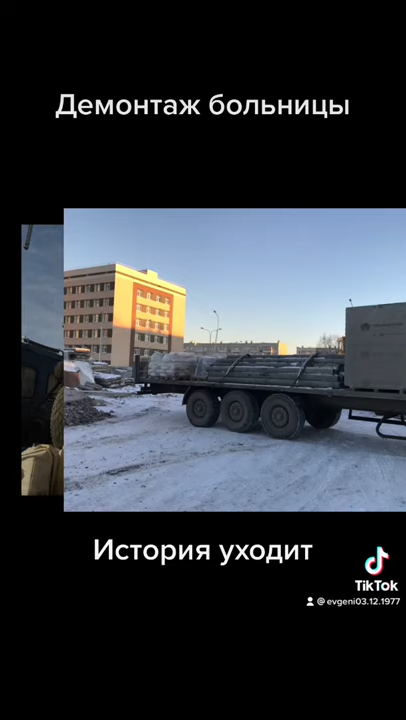 Демонтаж больницы
История уходит
TikTok
@evgeni03.12.1977